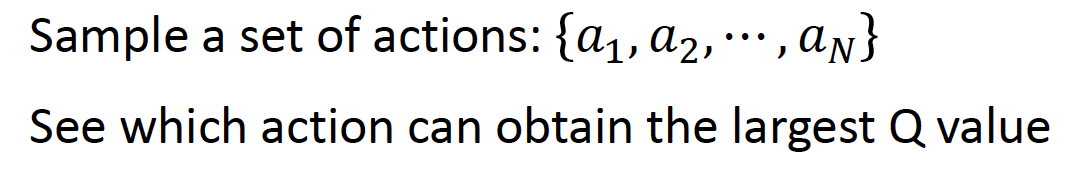 Sample a set of actions: {𝑎₁, 𝑎₂, ⋯ , 𝑎_𝑁}
See which action can obtain the largest Q value